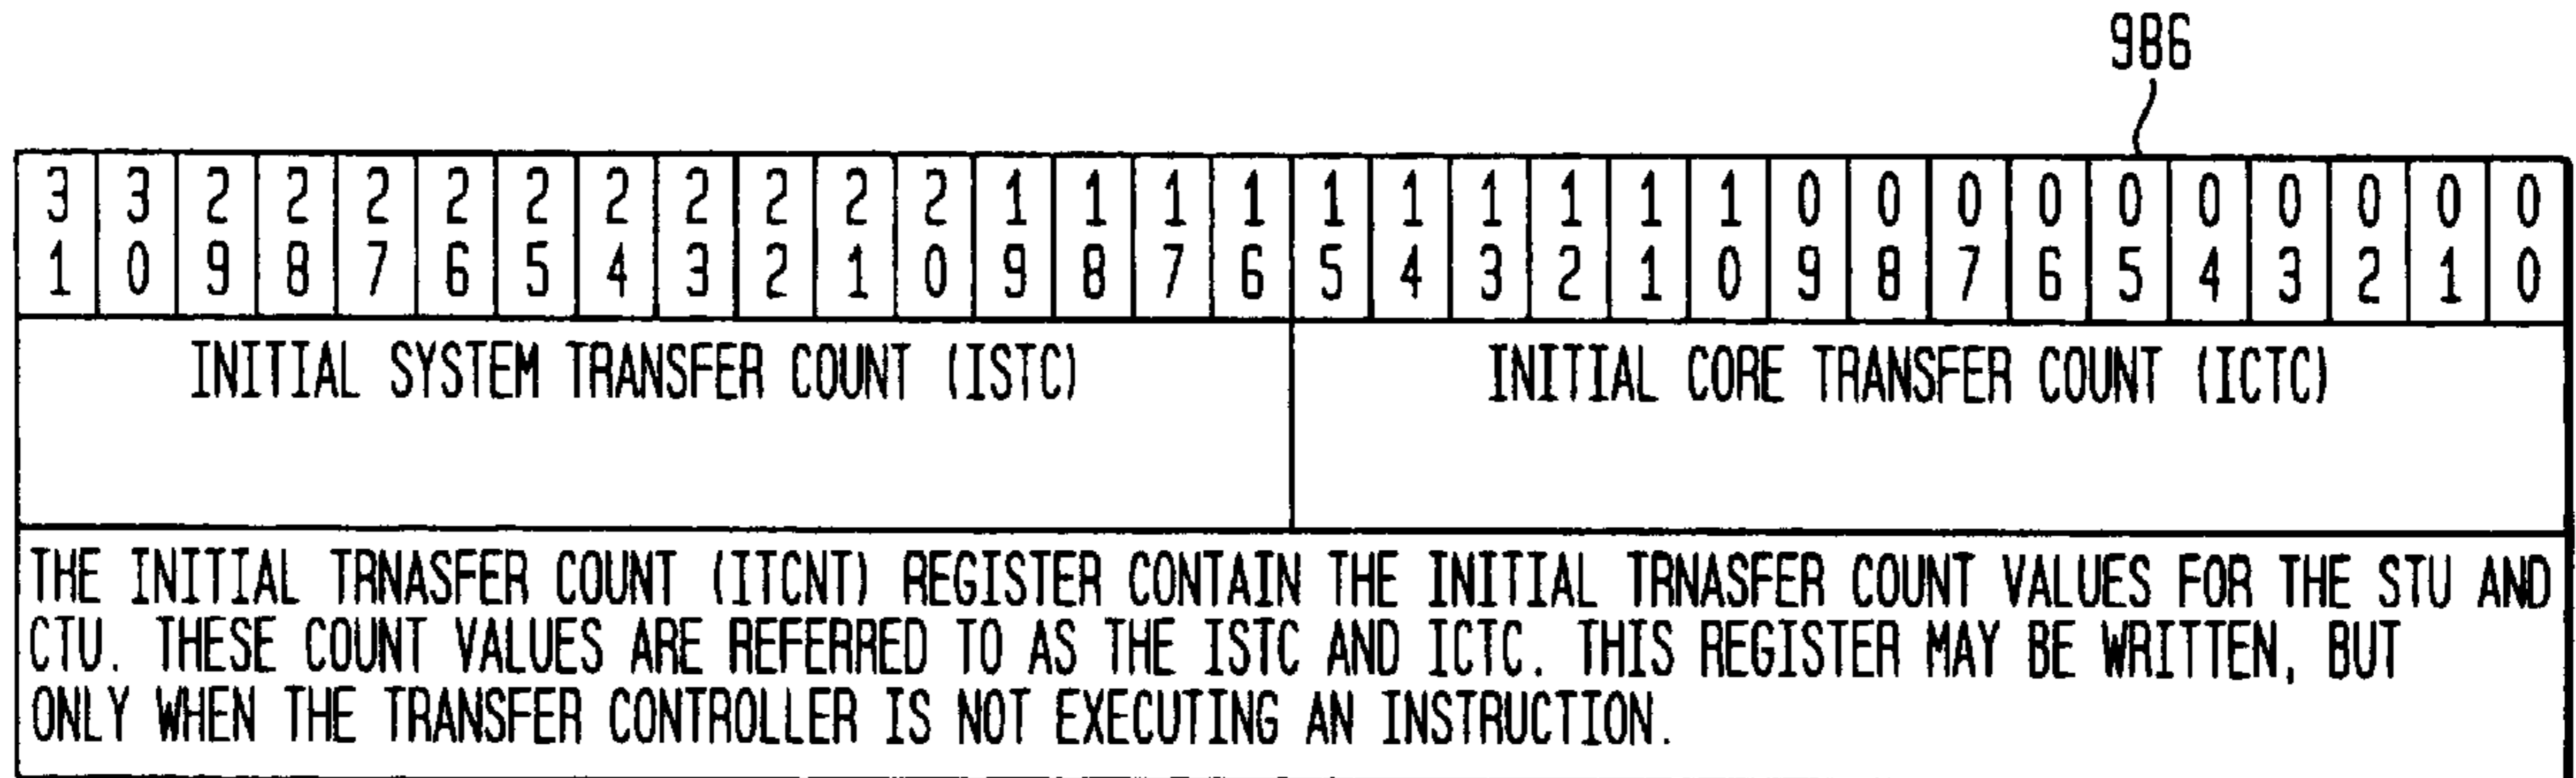 986
3 3 2 2 2 2 2 2 2 2 2 2 1 1 1 1 1 1 1 1 1 1 0 0 0 0 0 0 0 0 0 0
1 0 9 8 7 6 5 4 3 2 1 0 9 8 7 6 5 4 3 2 1 0 9 8 7 6 5 4 3 2 1 0
INITIAL SYSTEM TRANSFER COUNT (ISTC) INITIAL CORE TRANSFER COUNT (ICTC)
THE INITIAL TRNASFER COUNT (ITCNT) REGISTER CONTAIN THE INITIAL TRNASFER COUNT VALUES FOR THE STU AND
CTU. THESE COUNT VALUES ARE REFERRED TO AS THE ISTC AND ICTC. THIS REGISTER MAY BE WRITTEN, BUT
ONLY WHEN THE TRANSFER CONTROLLER IS NOT EXECUTING AN INSTRUCTION.